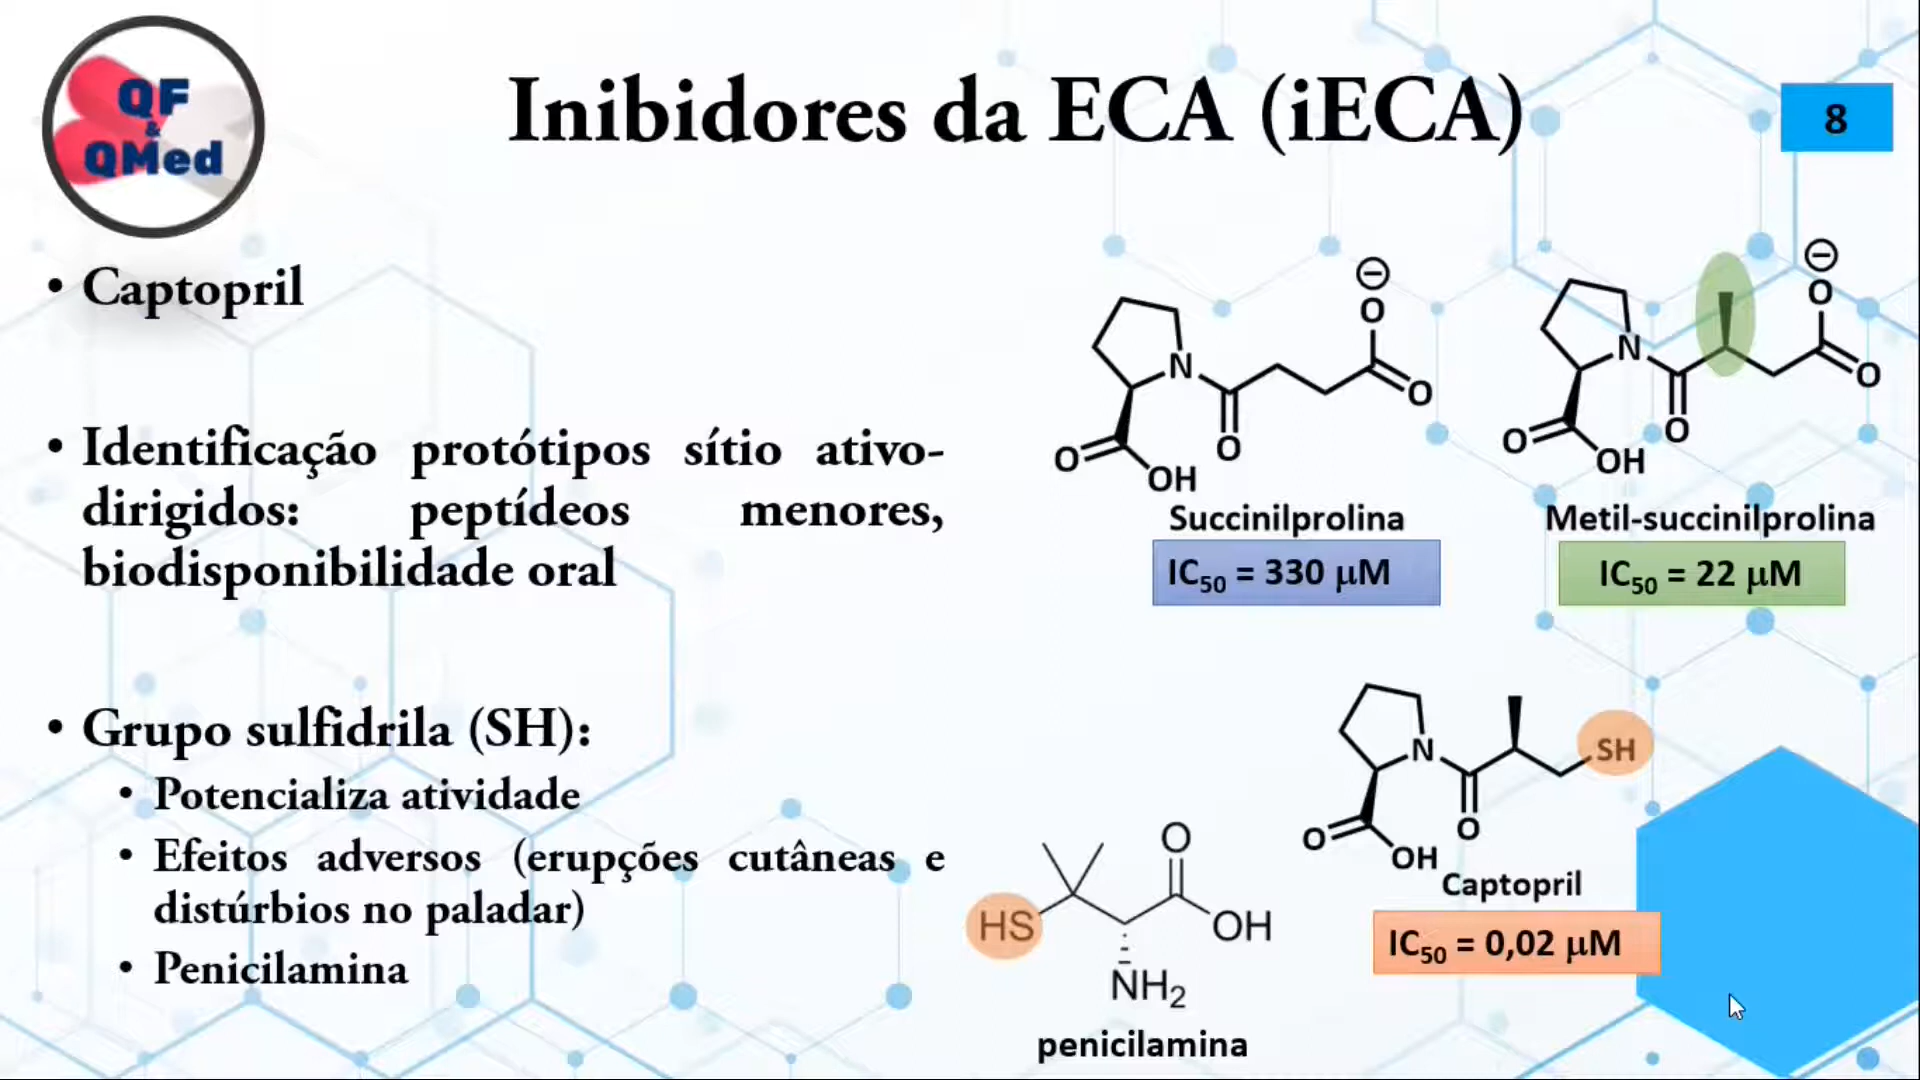 QF
&
QMed
Inibidores da ECA (iECA)
8
• Captopril
• Identificação protótipos sítio ativo-
dirigidos: peptídeos menores,
biodisponibilidade oral
• Grupo sulfidrila (SH):
• Potencializa atividade
• Efeitos adversos (erupções cutâneas e
distúrbios no paladar)
• Penicilamina
⊖
O
N
O
O
O
OH
Succinilprolina
IC₅₀ = 330 µM
⊖
O
N
O
O
O
OH
Metil-succinilprolina
IC₅₀ = 22 µM
N
SH
O
O
OH
Captopril
IC₅₀ = 0,02 µM
O
HS
OH
NH₂
penicilamina